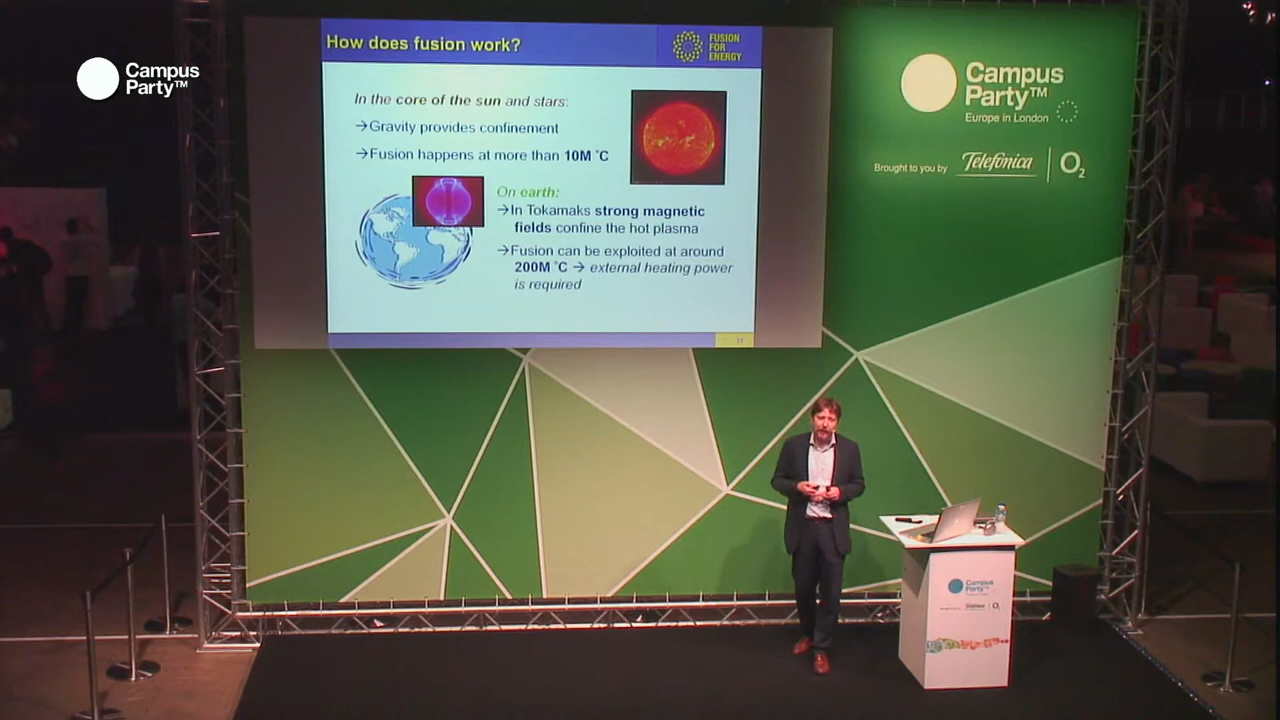 Campus
Party™
How does fusion work?
FUSION
FOR
ENERGY
In the core of the sun and stars:
→Gravity provides confinement
→Fusion happens at more than 10M °C
On earth:
→In Tokamaks strong magnetic
fields confine the hot plasma
→Fusion can be exploited at around
200M °C → external heating power
is required
Campus
Party™
Europe in London
Brought to you by
Telefónica
O2
Campus
Party™